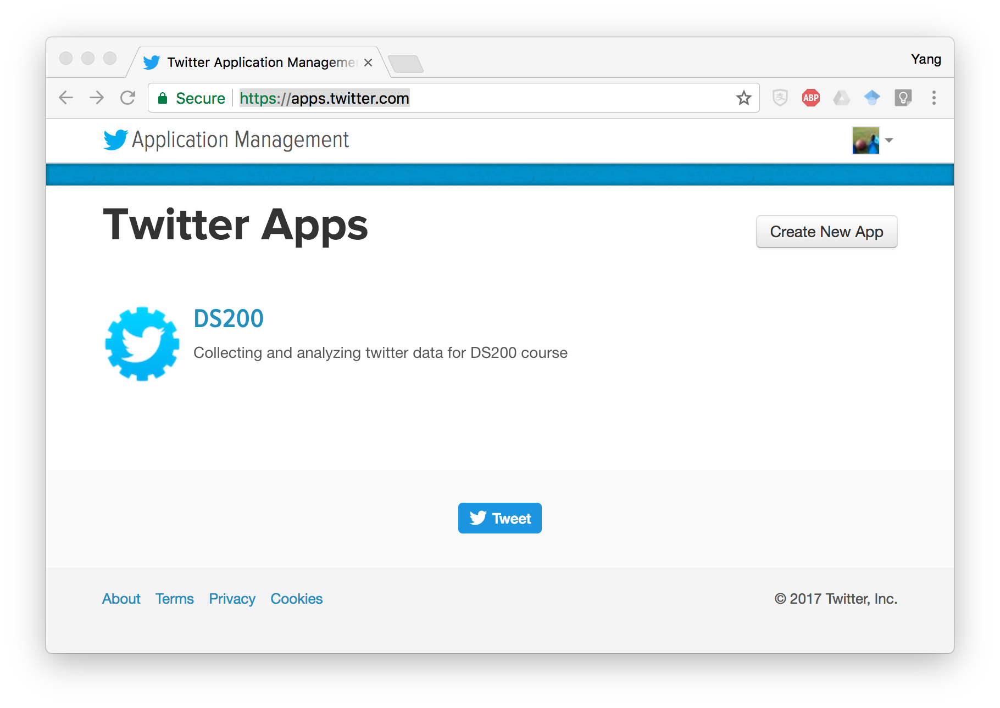 Twitter Application Manageme
Yang
Secure https://apps.twitter.com
支
ABP
Application Management
Twitter Apps
Create New App
DS200
Collecting and analyzing twitter data for DS200 course
Tweet
About Terms Privacy Cookies
© 2017 Twitter, Inc.